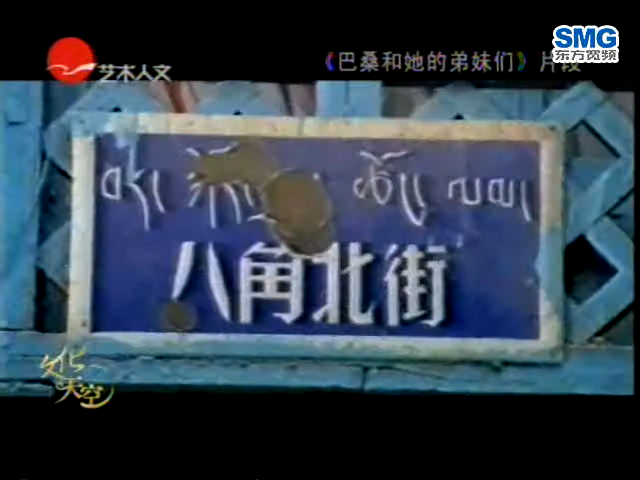 SMG
东方宽频
艺术人文
《巴桑和她的弟妹们》片段
八角北街
文化
天空